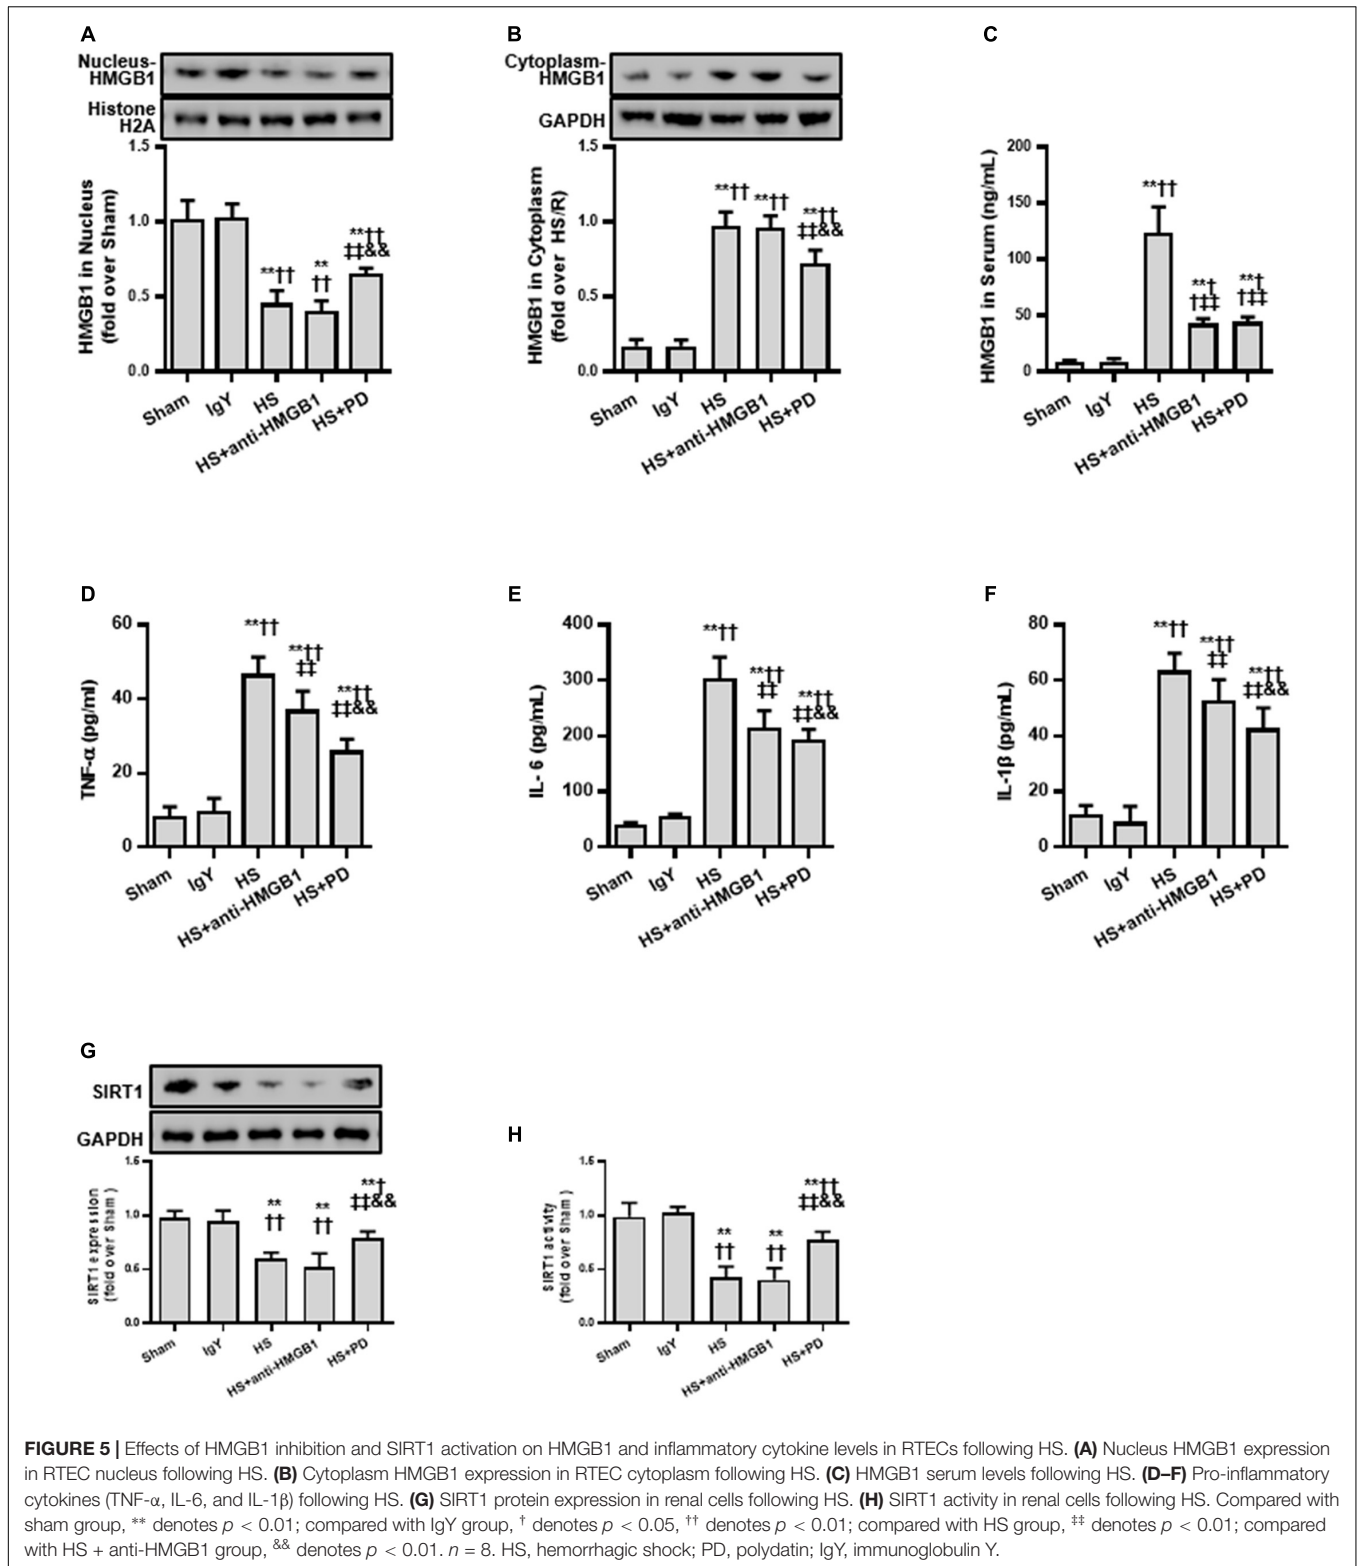 A
Nucleus-
HMGB1
Histone
H2A
HMGB1 in Nucleus
(fold over Sham)
1.5
1.0
0.5
0.0
**††
**
††
**††
‡‡&&
Sham
IgY
HS
HS+anti-HMGB1
HS+PD
B
Cytoplasm-
HMGB1
GAPDH
HMGB1 in Cytoplasm
(fold over HS/R)
1.5
1.0
0.5
0.0
**††
**††
**††
‡‡&&
Sham
IgY
HS
HS+anti-HMGB1
HS+PD
C
HMGB1 in Serum (ng/mL)
200
150
100
50
0
**††
**†
†‡‡
**†
†‡‡
Sham
IgY
HS
HS+anti-HMGB1
HS+PD
D
TNF-α (pg/ml)
60
40
20
0
**††
**††
‡‡
**††
‡‡&&
Sham
IgY
HS
HS+anti-HMGB1
HS+PD
E
IL- 6 (pg/mL)
400
300
200
100
0
**††
**††
‡‡
**††
‡‡&&
Sham
IgY
HS
HS+anti-HMGB1
HS+PD
F
IL-1β (pg/mL)
80
60
40
20
0
**††
**††
‡‡
**††
‡‡&&
Sham
IgY
HS
HS+anti-HMGB1
HS+PD
G
SIRT1
GAPDH
SIRT1 expression
(fold over Sham )
1.5
1.0
0.5
0.0
**
††
**
††
**†
‡‡&&
Sham
IgY
HS
HS+anti-HMGB1
HS+PD
H
SIRT1 activity
(fold over Sham )
1.5
1.0
0.5
0.0
**
††
**
††
**††
‡‡&&
Sham
IgY
HS
HS+anti-HMGB1
HS+PD
FIGURE 5 | Effects of HMGB1 inhibition and SIRT1 activation on HMGB1 and inflammatory cytokine levels in RTECs following HS. (A) Nucleus HMGB1 expression
in RTEC nucleus following HS. (B) Cytoplasm HMGB1 expression in RTEC cytoplasm following HS. (C) HMGB1 serum levels following HS. (D–F) Pro-inflammatory
cytokines (TNF-α, IL-6, and IL-1β) following HS. (G) SIRT1 protein expression in renal cells following HS. (H) SIRT1 activity in renal cells following HS. Compared with
sham group, ** denotes p < 0.01; compared with IgY group, † denotes p < 0.05, †† denotes p < 0.01; compared with HS group, ‡‡ denotes p < 0.01; compared
with HS + anti-HMGB1 group, && denotes p < 0.01. n = 8. HS, hemorrhagic shock; PD, polydatin; IgY, immunoglobulin Y.